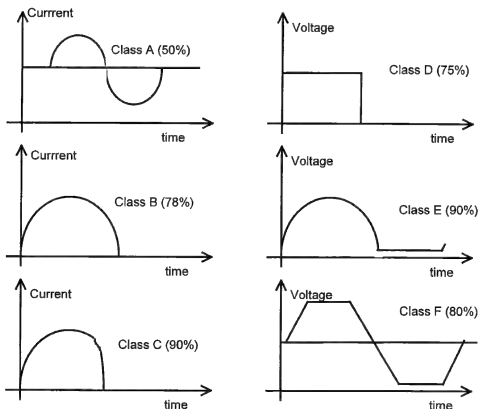 Currrent
Class A (50%)
time
Voltage
Class D (75%)
time
Currrent
Class B (78%)
time
Voltage
Class E (90%)
time
Current
Class C (90%)
time
Voltage
Class F (80%)
time